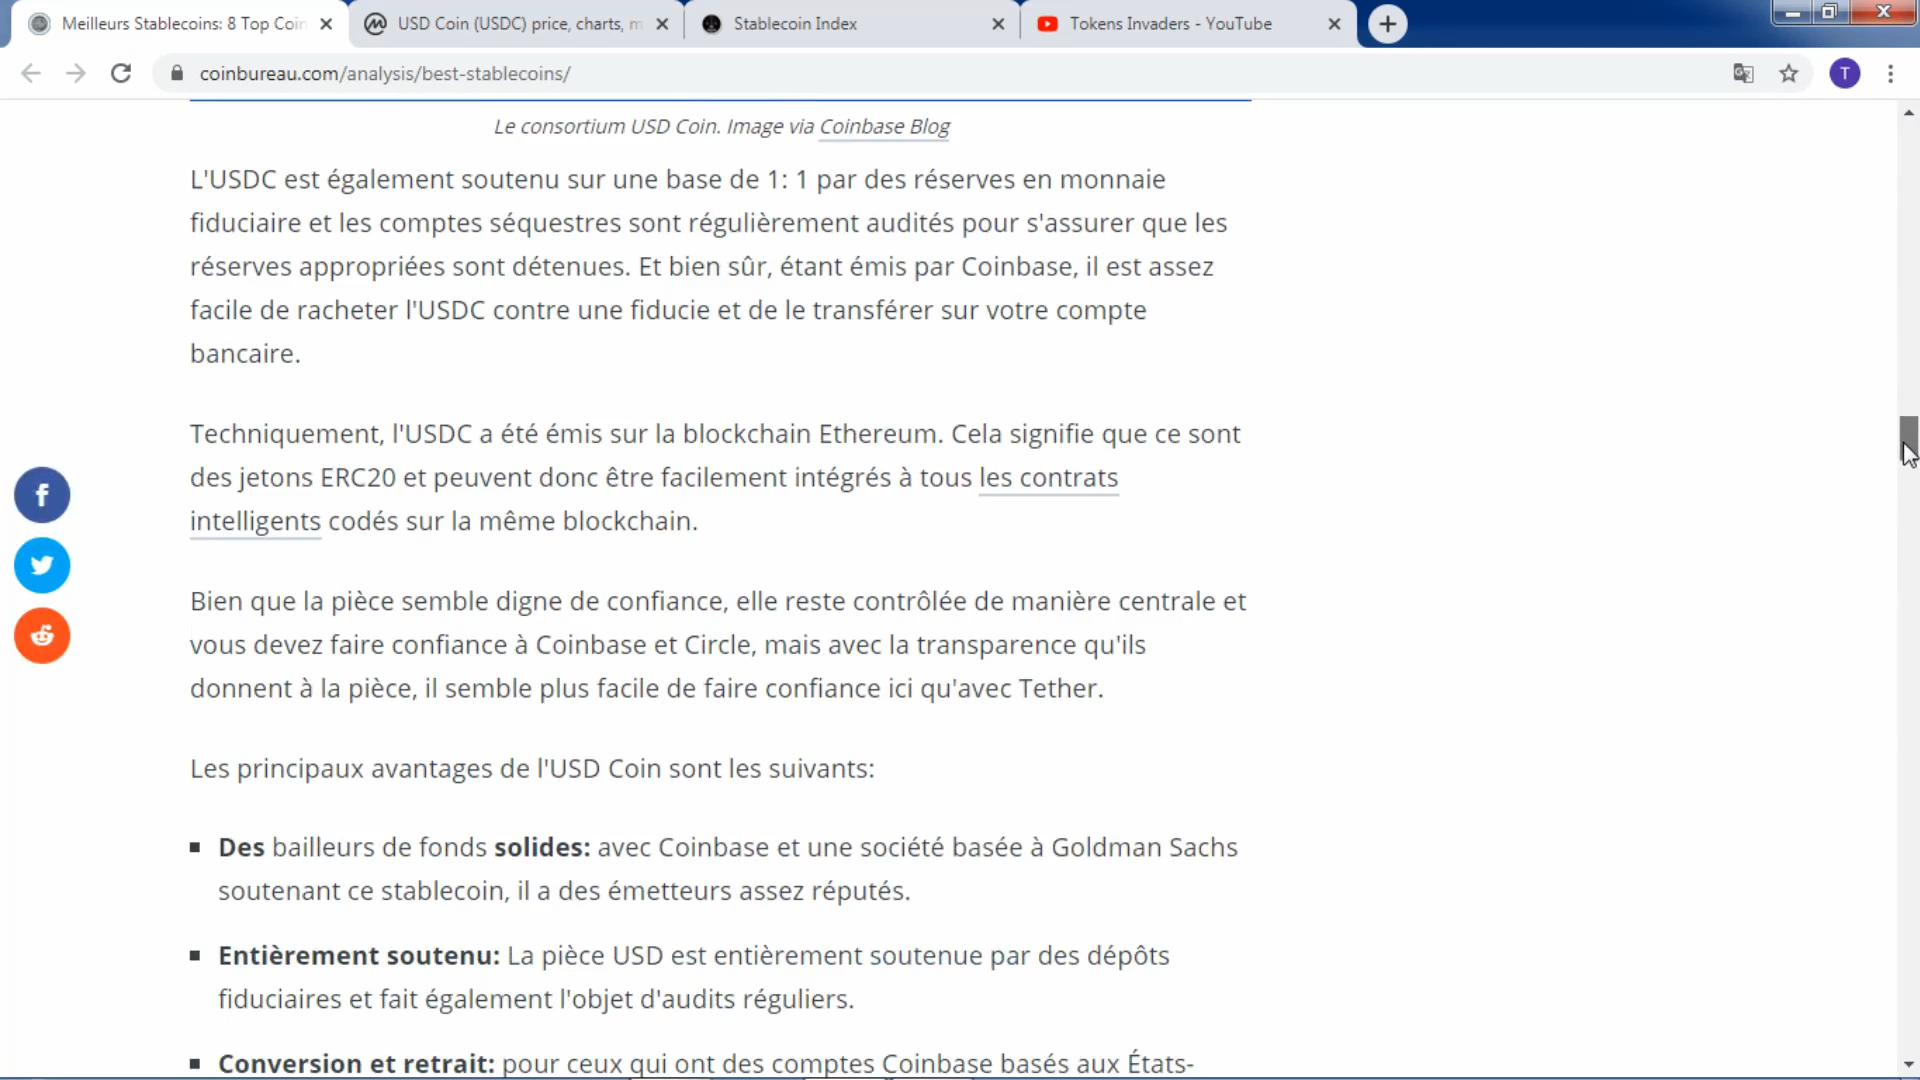 Meilleurs Stablecoins: 8 Top Coin
USD Coin (USDC) price, charts, m
Stablecoin Index
Tokens Invaders - YouTube
coinbureau.com/analysis/best-stablecoins/
T
Le consortium USD Coin. Image via Coinbase Blog
L'USDC est également soutenu sur une base de 1: 1 par des réserves en monnaie
fiduciaire et les comptes séquestres sont régulièrement audités pour s'assurer que les
réserves appropriées sont détenues. Et bien sûr, étant émis par Coinbase, il est assez
facile de racheter l'USDC contre une fiducie et de le transférer sur votre compte
bancaire.
Techniquement, l'USDC a été émis sur la blockchain Ethereum. Cela signifie que ce sont
des jetons ERC20 et peuvent donc être facilement intégrés à tous les contrats
intelligents codés sur la même blockchain.
Bien que la pièce semble digne de confiance, elle reste contrôlée de manière centrale et
vous devez faire confiance à Coinbase et Circle, mais avec la transparence qu'ils
donnent à la pièce, il semble plus facile de faire confiance ici qu'avec Tether.
Les principaux avantages de l'USD Coin sont les suivants:
Des bailleurs de fonds solides: avec Coinbase et une société basée à Goldman Sachs
soutenant ce stablecoin, il a des émetteurs assez réputés.
Entièrement soutenu: La pièce USD est entièrement soutenue par des dépôts
fiduciaires et fait également l'objet d'audits réguliers.
Conversion et retrait: pour ceux qui ont des comptes Coinbase basés aux États-